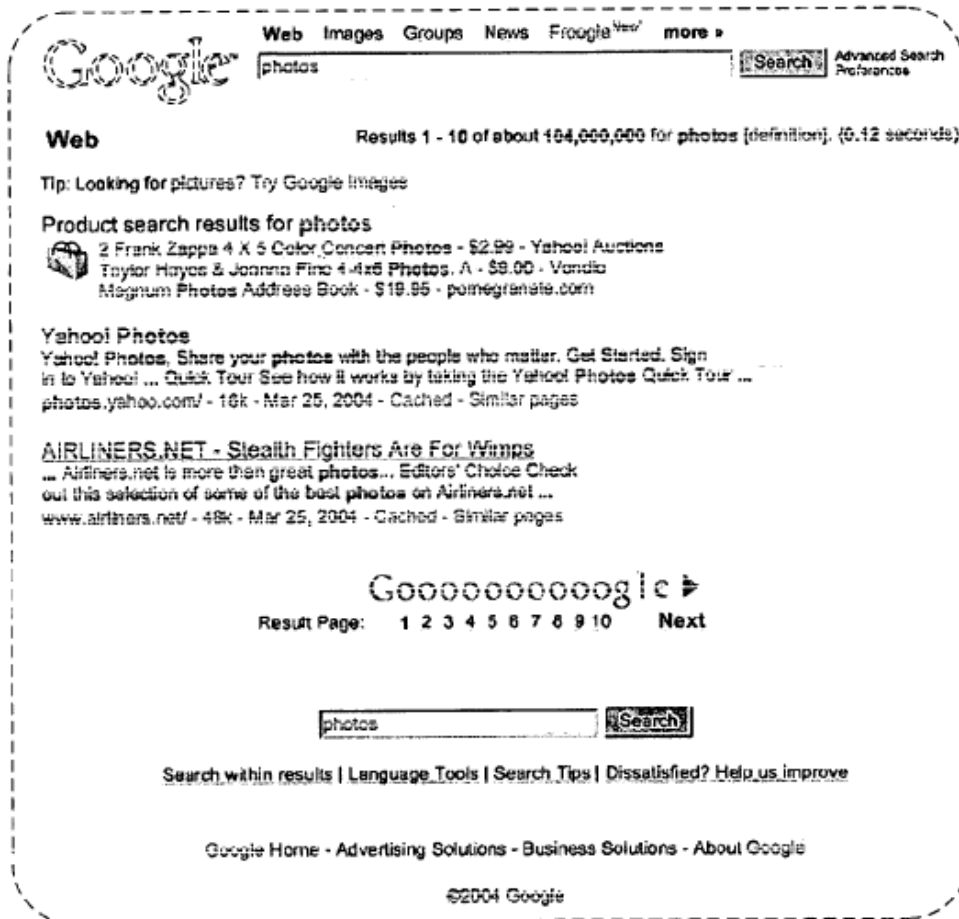 Google
Web Images Groups News Froogle New! more »
photos Search Advanced Search
Preferences
Web Results 1 - 10 of about 104,000,000 for photos [definition]. (0.12 seconds)
Tip: Looking for pictures? Try Google Images
Product search results for photos
2 Frank Zappa 4 X 5 Color Concert Photos - $2.99 - Yahoo! Auctions
Taylor Hayes & Joanna Fine 4-4x6 Photos. A - $9.00 - Vendio
Magnum Photos Address Book - $19.95 - pomegranate.com
Yahoo! Photos
Yahoo! Photos, Share your photos with the people who matter. Get Started. Sign
in to Yahoo! ... Quick Tour See how it works by taking the Yahoo! Photos Quick Tour ...
photos.yahoo.com/ - 16k - Mar 25, 2004 - Cached - Similar pages
AIRLINERS.NET - Stealth Fighters Are For Wimps
... Airliners.net is more than great photos... Editors' Choice Check
out this selection of some of the best photos on Airliners.net ...
www.airliners.net/ - 48k - Mar 25, 2004 - Cached - Similar pages
Goooooooooogle
Result Page: 1 2 3 4 5 6 7 8 9 10 Next
photos Search
Search within results | Language Tools | Search Tips | Dissatisfied? Help us improve
Google Home - Advertising Solutions - Business Solutions - About Google
©2004 Google